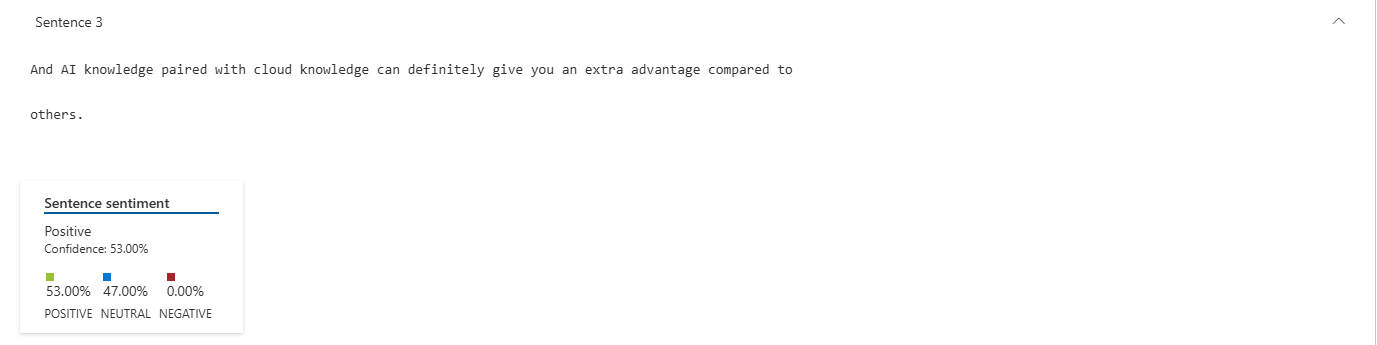 Sentence 3
And AI knowledge paired with cloud knowledge can definitely give you an extra advantage compared to
others.
Sentence sentiment
Positive
Confidence: 53.00%
53.00% 47.00% 0.00%
POSITIVE NEUTRAL NEGATIVE